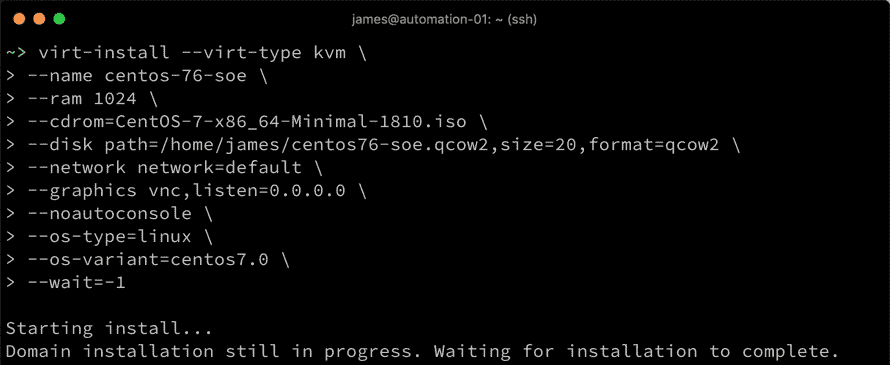 james@automation-01: ~ (ssh)
~> virt-install --virt-type kvm \
> --name centos-76-soe \
> --ram 1024 \
> --cdrom=CentOS-7-x86_64-Minimal-1810.iso \
> --disk path=/home/james/centos76-soe.qcow2,size=20,format=qcow2 \
> --network network=default \
> --graphics vnc,listen=0.0.0.0 \
> --noautoconsole \
> --os-type=linux \
> --os-variant=centos7.0 \
> --wait=-1
Starting install...
Domain installation still in progress. Waiting for installation to complete.